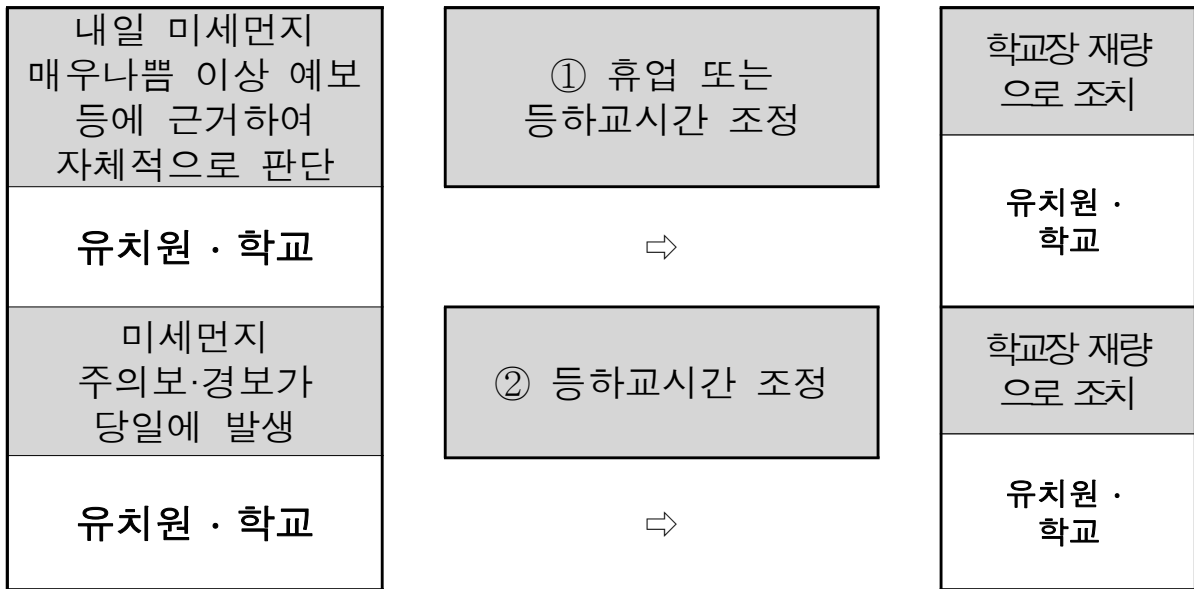 내일 미세먼지
매우나쁨 이상 예보
등에 근거하여
자체적으로 판단
① 휴업 또는
등하교시간 조정
학교장 재량
으로 조치
유치원 · 학교
⇨
유치원 ·
학교
미세먼지
주의보·경보가
당일에 발생
② 등하교시간 조정
학교장 재량
으로 조치
유치원 · 학교
⇨
유치원 ·
학교